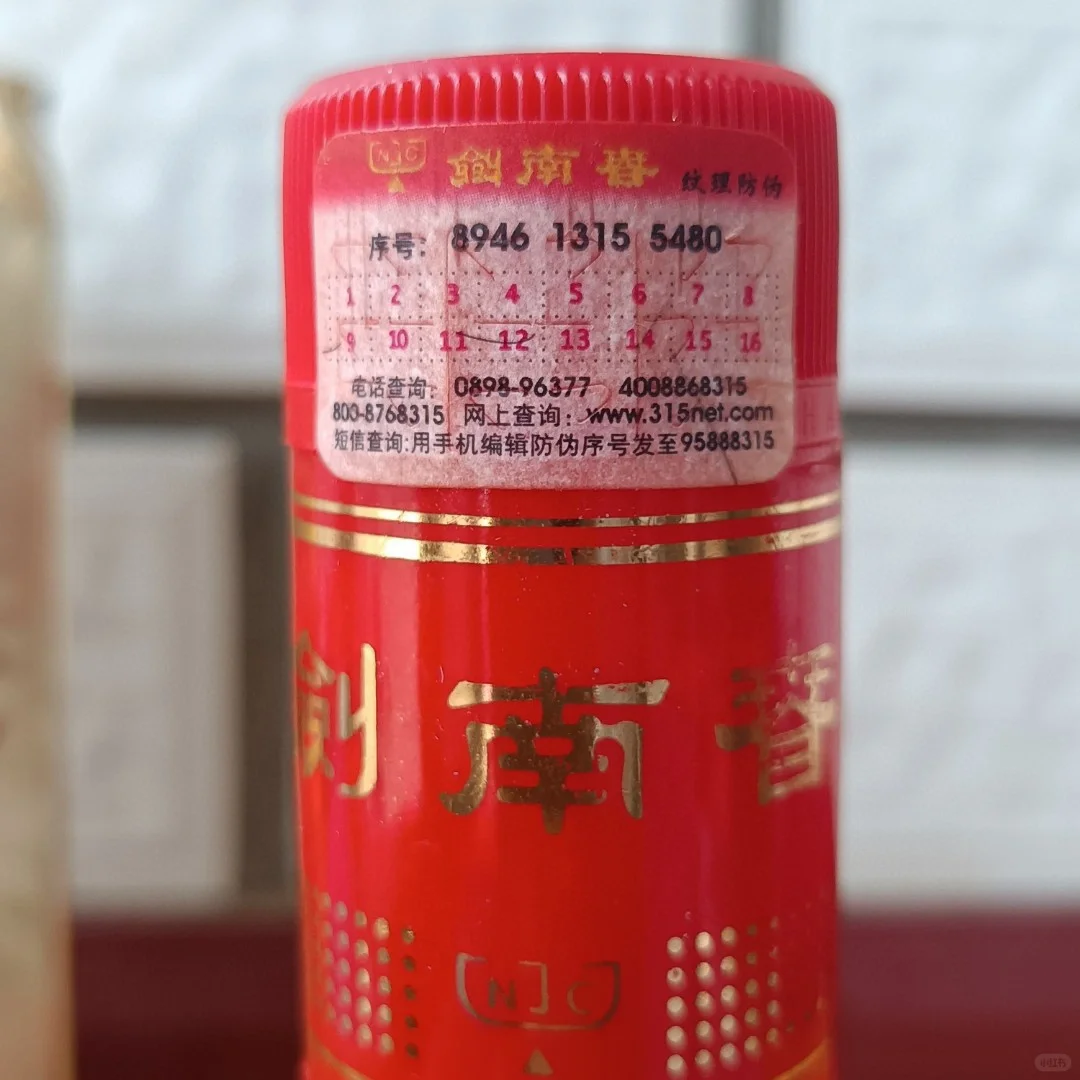 NJC 剑南春 纹理防伪
序号: 8946 1315 5480
1 2 3 4 5 6 7 8
9 10 11 12 13 14 15 16
电话查询: 0898-96377 4008868315
800-8768315 网上查询: www.315net.com
短信查询:用手机编辑防伪序号发至95888315
剑南春
NJC